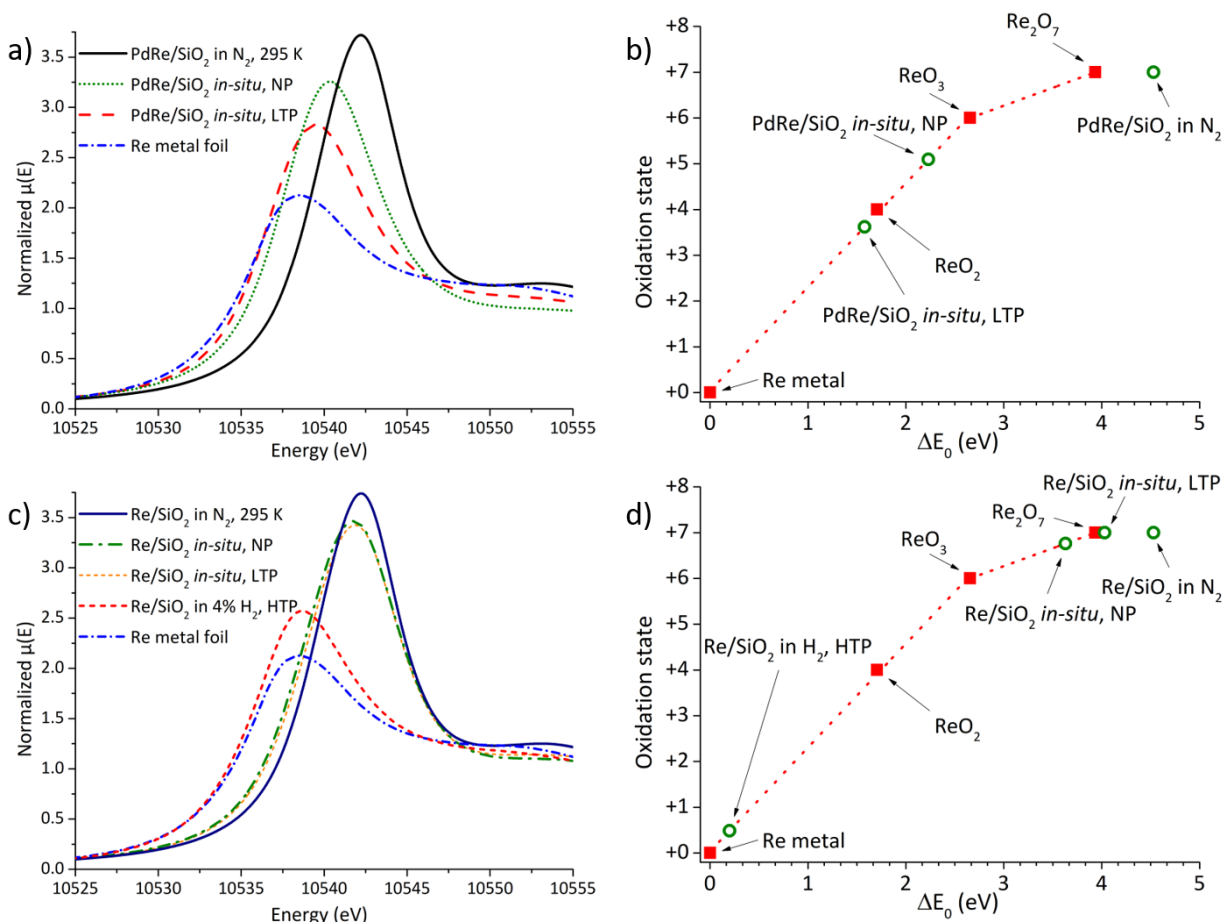 a)
PdRe/SiO₂ in N₂, 295 K
PdRe/SiO₂ in-situ, NP
PdRe/SiO₂ in-situ, LTP
Re metal foil
3.5
3.0
2.5
2.0
1.5
1.0
0.5
0.0
Normalized μ(E)
10525 10530 10535 10540 10545 10550 10555
Energy (eV)
b)
+8
+7
+6
+5
+4
+3
+2
+1
+0
Oxidation state
Re₂O₇
ReO₃
PdRe/SiO₂ in-situ, NP
PdRe/SiO₂ in N₂
ReO₂
PdRe/SiO₂ in-situ, LTP
Re metal
0 1 2 3 4 5
ΔE₀ (eV)
c)
Re/SiO₂ in N₂, 295 K
Re/SiO₂ in-situ, NP
Re/SiO₂ in-situ, LTP
Re/SiO₂ in 4% H₂, HTP
Re metal foil
3.5
3.0
2.5
2.0
1.5
1.0
0.5
0.0
Normalized μ(E)
10525 10530 10535 10540 10545 10550 10555
Energy (eV)
d)
+8
+7
+6
+5
+4
+3
+2
+1
+0
Oxidation state
Re/SiO₂ in-situ, LTP
Re₂O₇
ReO₃
Re/SiO₂ in N₂
Re/SiO₂ in-situ, NP
Re/SiO₂ in H₂, HTP
ReO₂
Re metal
0 1 2 3 4 5
ΔE₀ (eV)